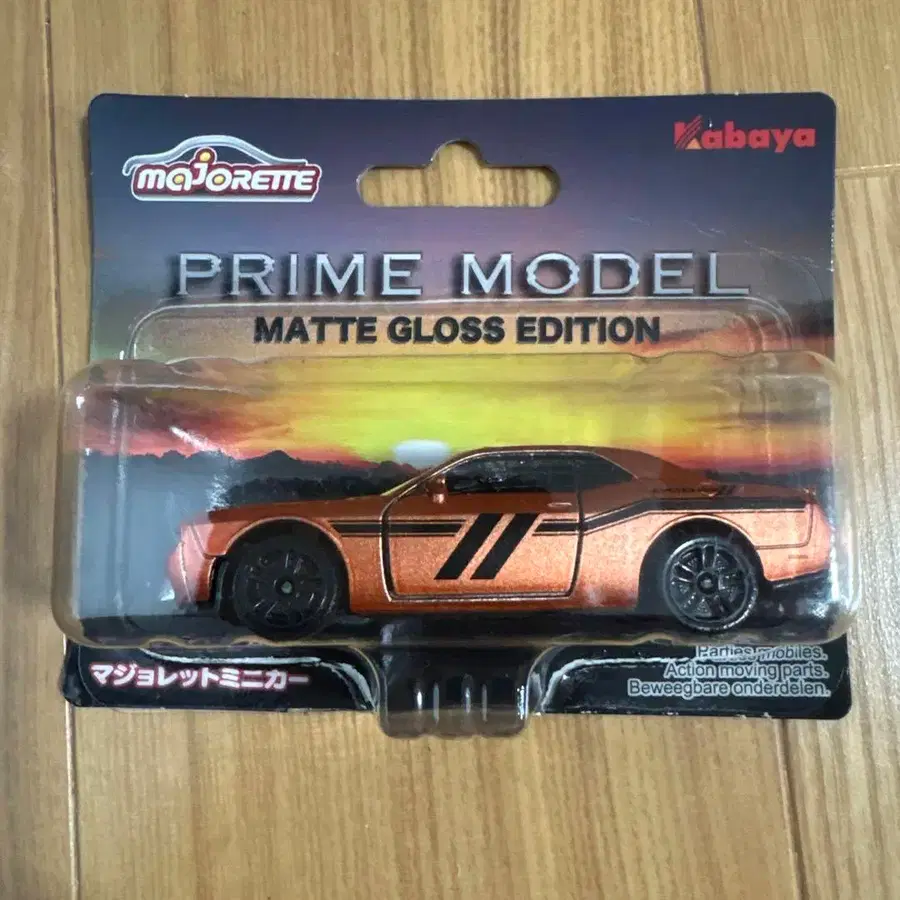 majorette
Kabaya
PRIME MODEL
MATTE GLOSS EDITION
マジョレットミニカー
Parties mobiles.
Action moving parts.
Beweegbare onderdelen.